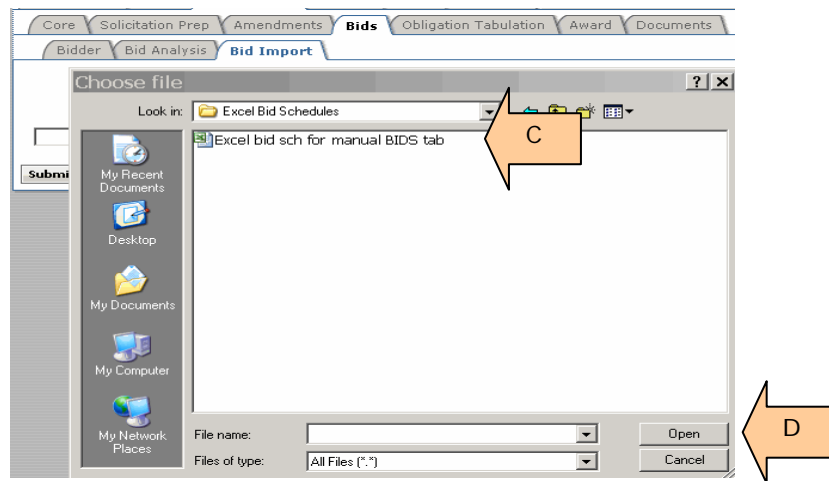 Core Solicitation Prep Amendments Bids Obligation Tabulation Award Documents
Bidder Bid Analysis Bid Import
Choose file
Look in: Excel Bid Schedules
Excel bid sch for manual BIDS tab
C
Submi
My Recent
Documents
Desktop
My Documents
My Computer
My Network
Places
File name:
Open
D
Files of type: All Files (*.*)
Cancel